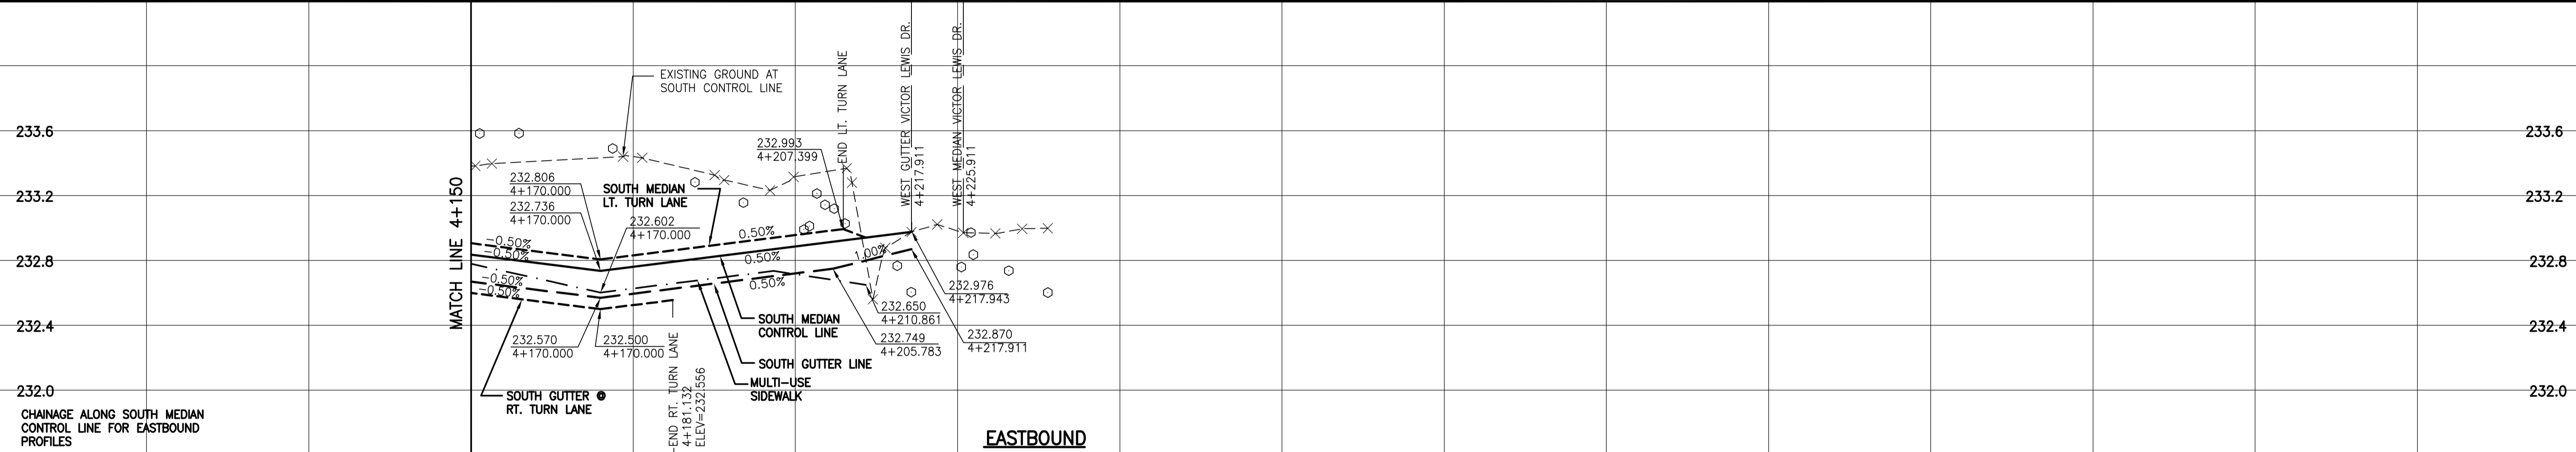 EXISTING GROUND AT
SOUTH CONTROL LINE
END LT. TURN LANE
WEST GUTTER VICTOR LEWIS DR.
4+217.911
WEST MEDIAN VICTOR LEWIS DR.
4+225.911
233.6
233.6
232.993
4+207.399
MATCH LINE 4+150
232.806
4+170.000
SOUTH MEDIAN
LT. TURN LANE
233.2
233.2
232.736
4+170.000
232.602
4+170.000
-0.50%
-0.50%
0.50%
0.50%
1.00%
232.8
232.8
-0.50%
-0.50%
0.50%
232.976
4+217.943
232.650
4+210.861
SOUTH MEDIAN
CONTROL LINE
232.4
232.4
232.570
4+170.000
232.500
4+170.000
232.749
4+205.783
232.870
4+217.911
SOUTH GUTTER LINE
MULTI-USE
SIDEWALK
232.0
232.0
SOUTH GUTTER @
RT. TURN LANE
END RT. TURN LANE
4+181.132
ELEV=232.556
CHAINAGE ALONG SOUTH MEDIAN
CONTROL LINE FOR EASTBOUND
PROFILES
EASTBOUND